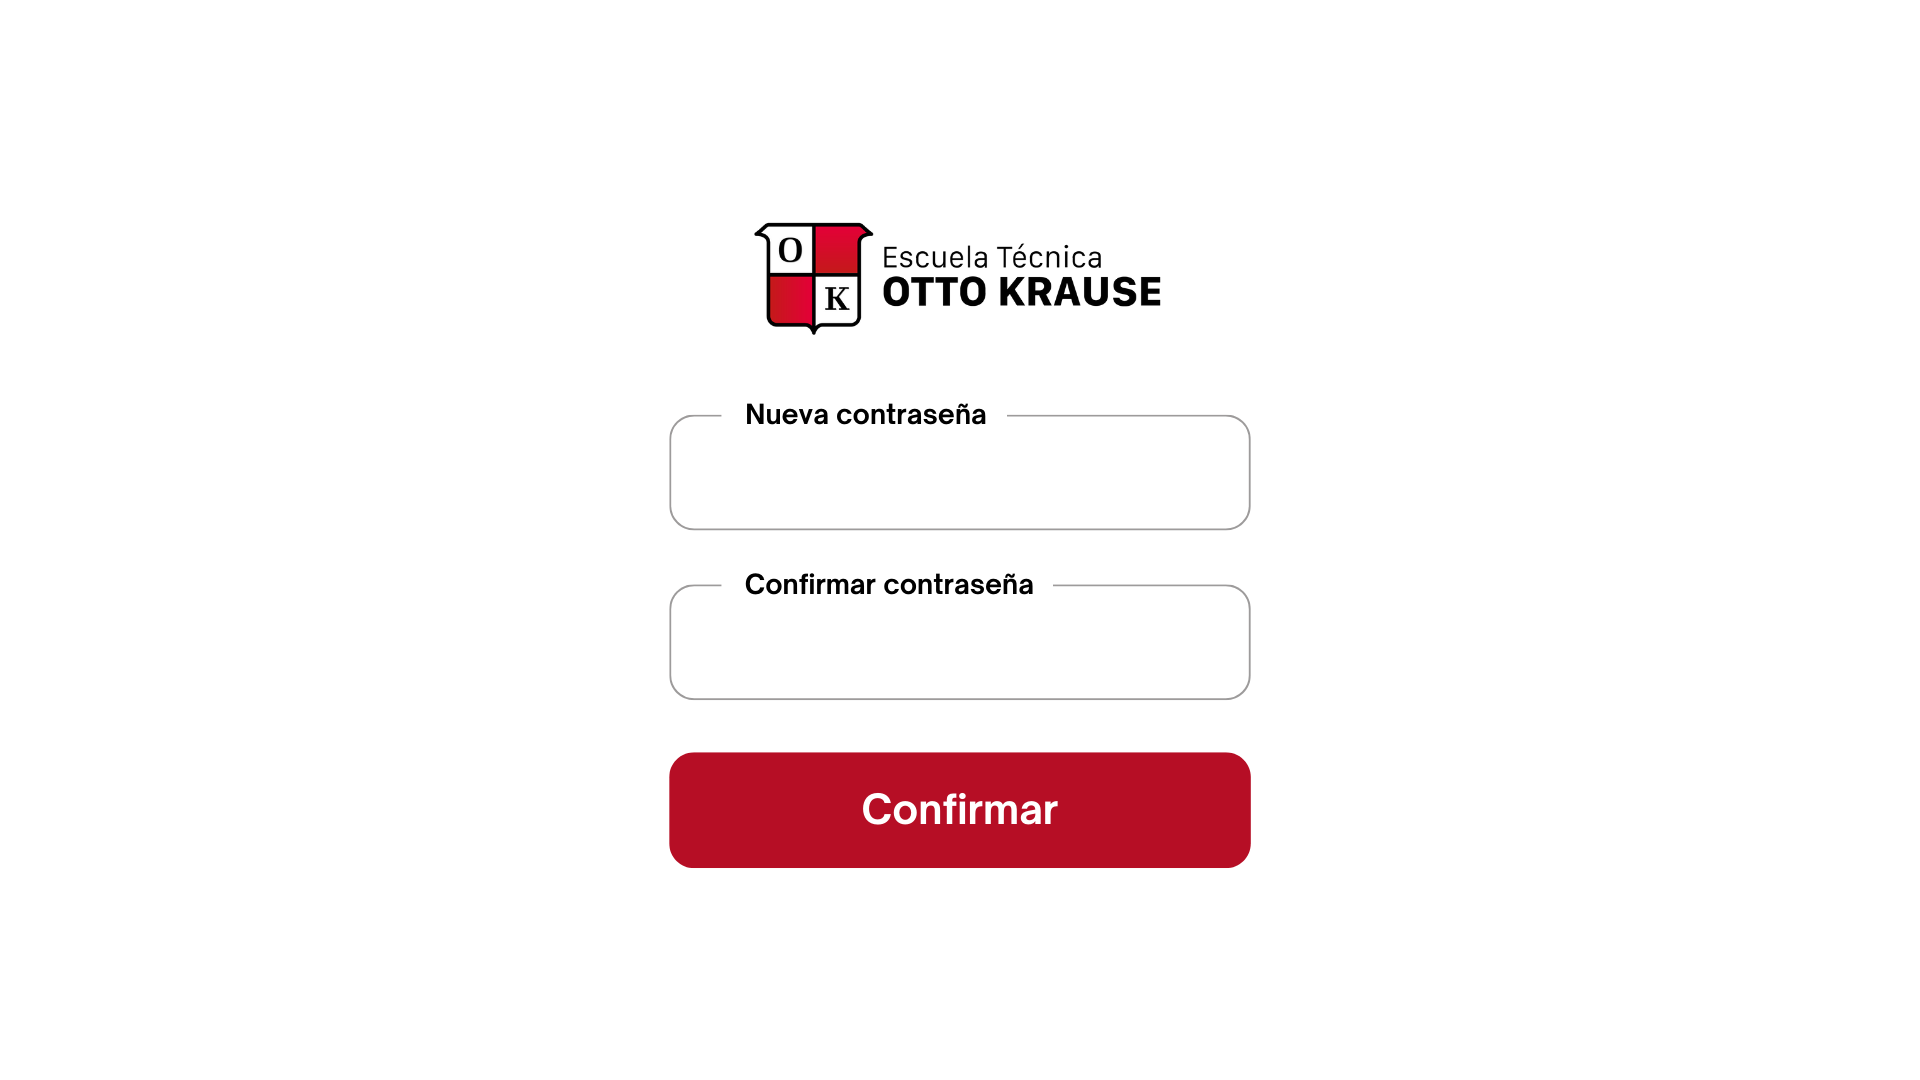 O
K
Escuela Técnica
OTTO KRAUSE
Nueva contraseña
Confirmar contraseña
Confirmar